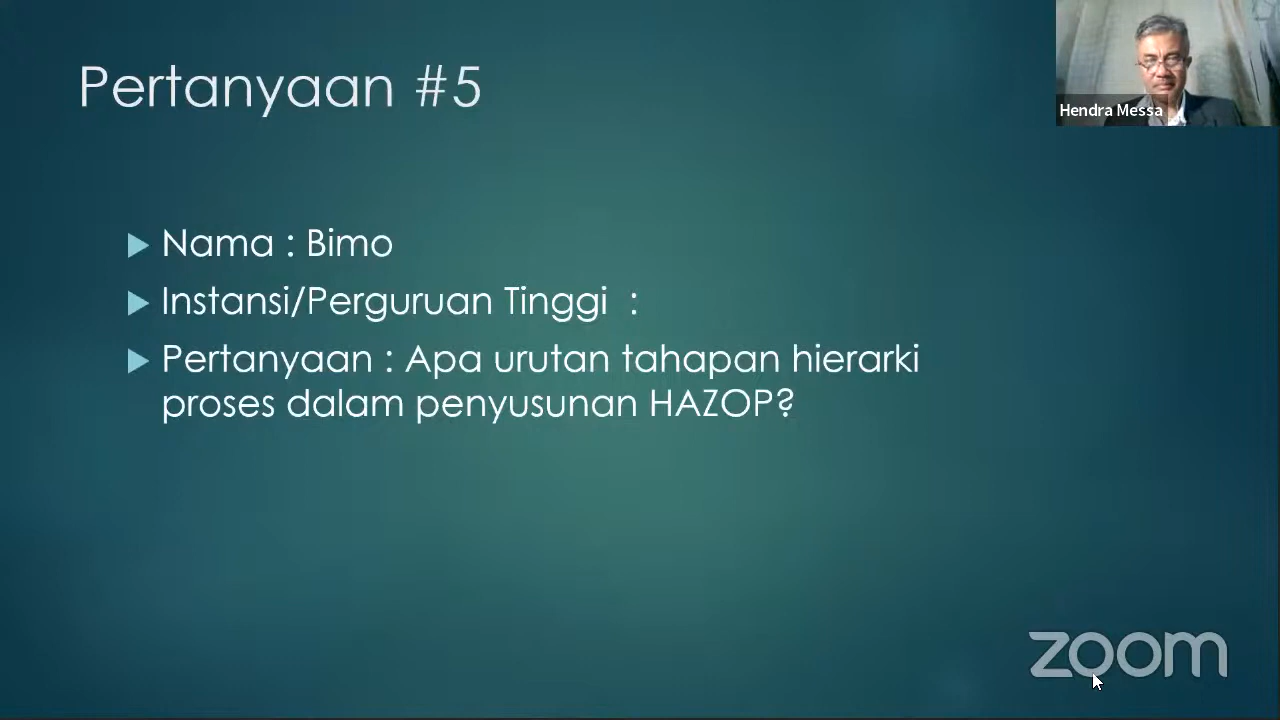 Pertanyaan #5
Hendra Messa
Nama : Bimo
Instansi/Perguruan Tinggi :
Pertanyaan : Apa urutan tahapan hierarki
proses dalam penyusunan HAZOP?
zoom